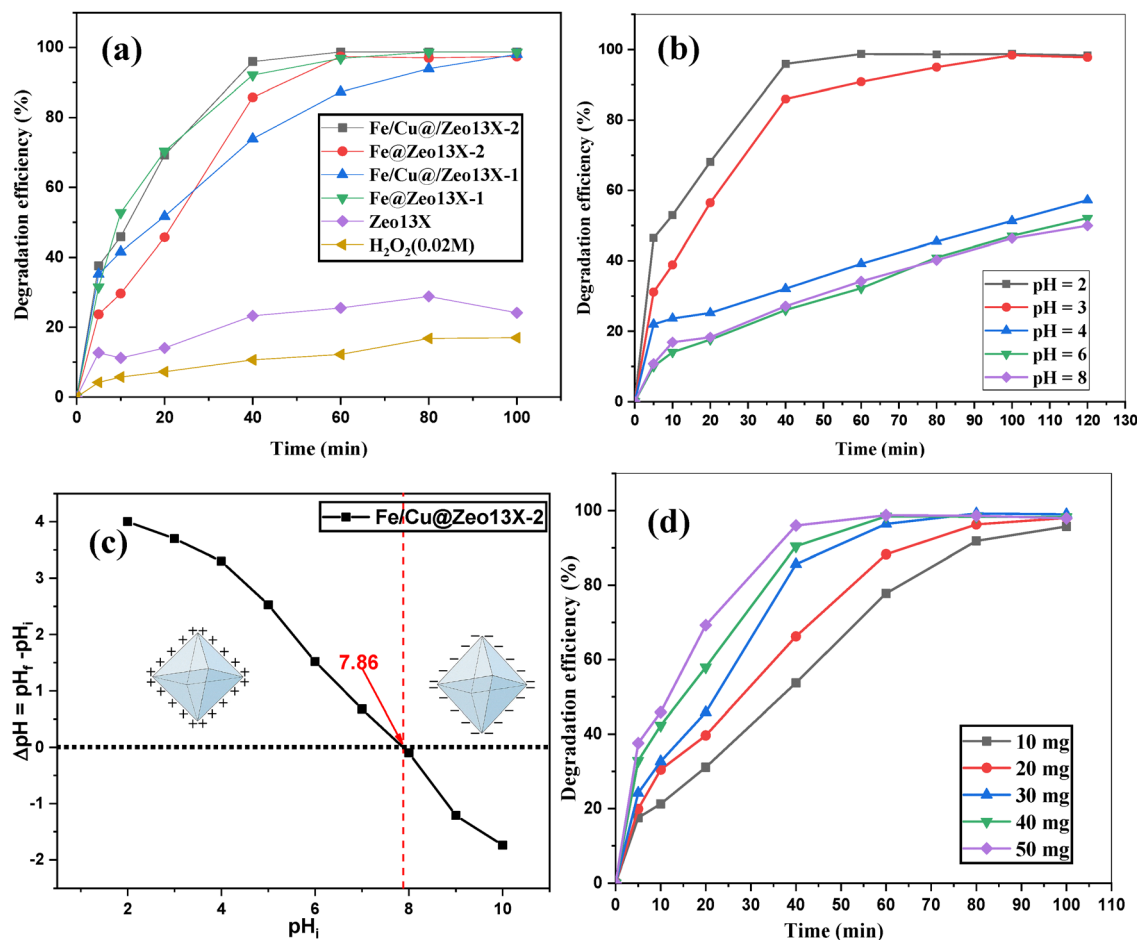 (a)
Degradation efficiency (%)
100
80
60
40
20
0
Fe/Cu@/Zeo13X-2
Fe@Zeo13X-2
Fe/Cu@/Zeo13X-1
Fe@Zeo13X-1
Zeo13X
H₂O₂(0.02M)
0 20 40 60 80 100
Time (min)
(b)
Degradation efficiency (%)
100
80
60
40
20
0
pH = 2
pH = 3
pH = 4
pH = 6
pH = 8
0 10 20 30 40 50 60 70 80 90 100 110 120 130
Time (min)
(c)
Fe/Cu@Zeo13X-2
ΔpH = pHf -pHi
4
3
2
1
0
-1
-2
7.86
+ + + + + + + + + + + + + + + +
− − − − − − − − − − − − − −
2 4 6 8 10
pHi
(d)
Degradation efficiency (%)
100
80
60
40
20
0
10 mg
20 mg
30 mg
40 mg
50 mg
0 10 20 30 40 50 60 70 80 90 100 110
Time (min)